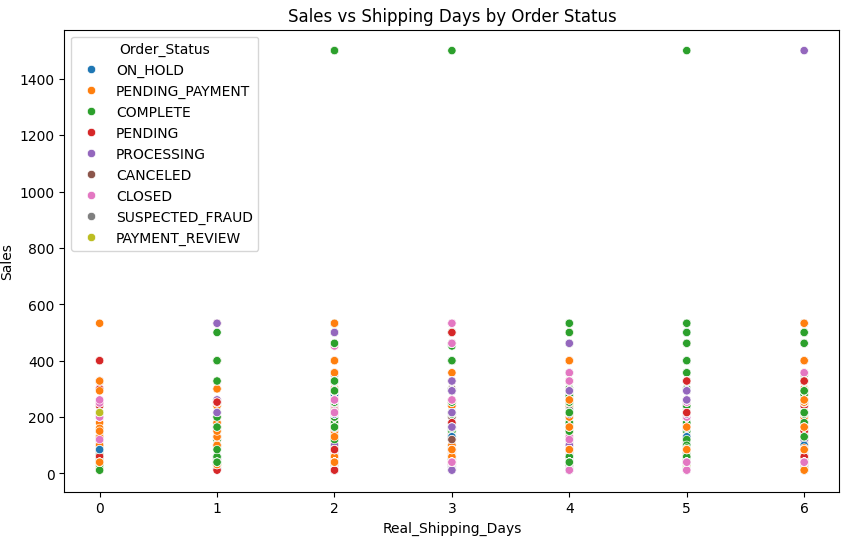 Sales vs Shipping Days by Order Status
Order_Status
ON_HOLD
PENDING_PAYMENT
COMPLETE
PENDING
PROCESSING
CANCELED
CLOSED
SUSPECTED_FRAUD
PAYMENT_REVIEW
Sales
1400
1200
1000
800
600
400
200
0
0 1 2 3 4 5 6
Real_Shipping_Days